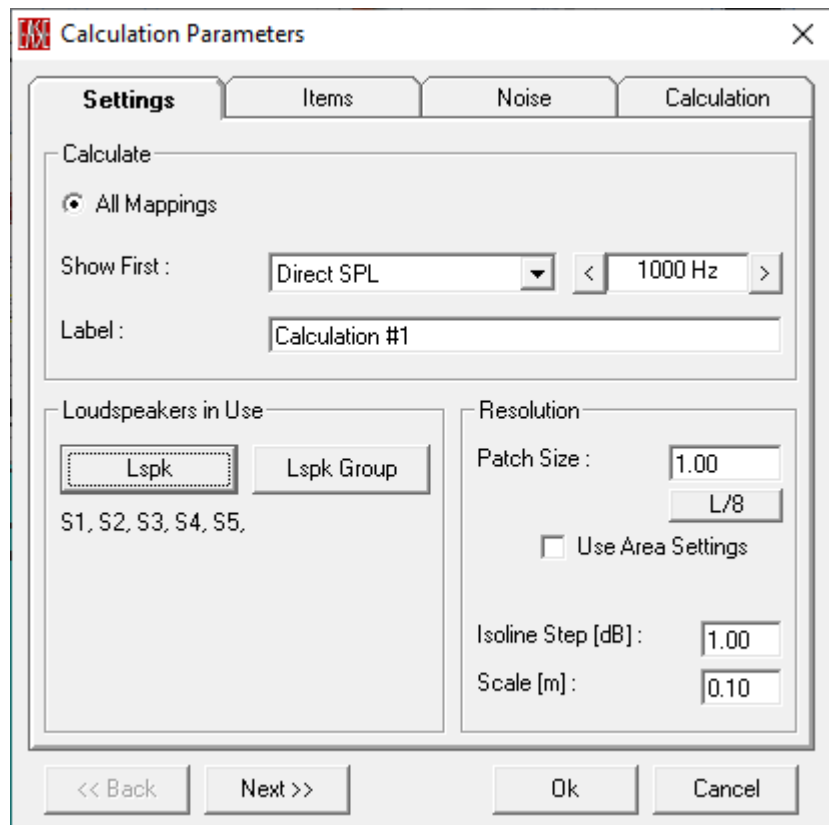 EASE Calculation Parameters
Settings Items Noise Calculation
Calculate
All Mappings
Show First : Direct SPL < 1000 Hz >
Label : Calculation #1
Loudspeakers in Use
Lspk Lspk Group
S1, S2, S3, S4, S5,
Resolution
Patch Size : 1.00
L/8
Use Area Settings
Isoline Step [dB] : 1.00
Scale [m] : 0.10
<< Back Next >> Ok Cancel